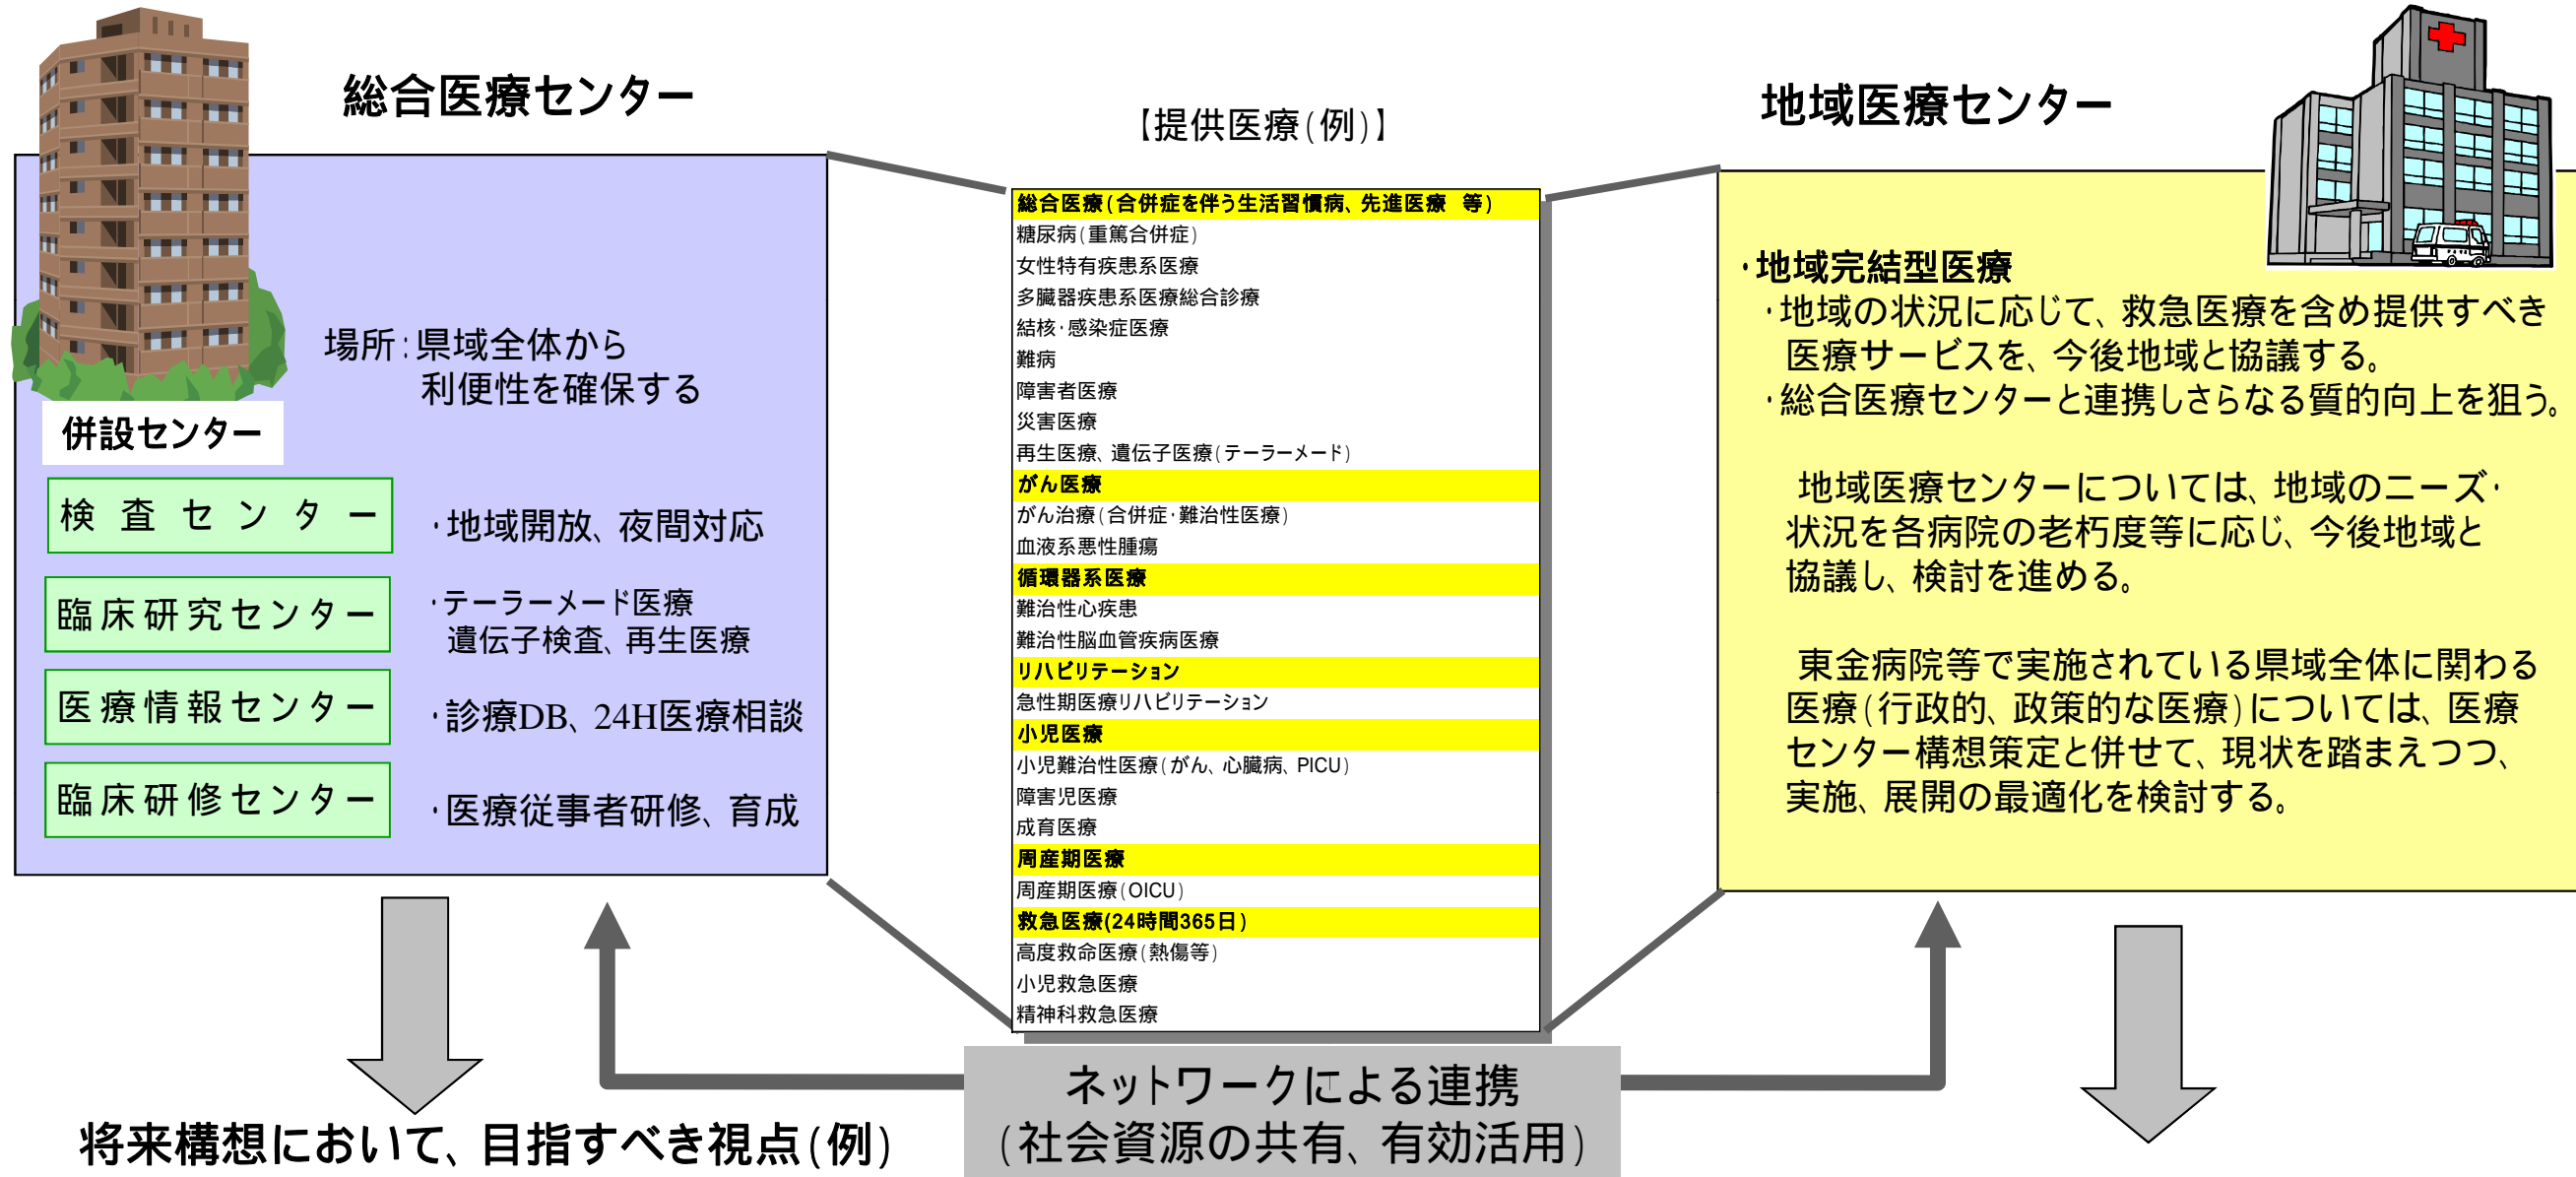 総合医療センター
場所：県域全体から
利便性を確保する
併設センター
検査センター
・地域開放、夜間対応
臨床研究センター
・テーラーメード医療
遺伝子検査、再生医療
医療情報センター
・診療DB、24H医療相談
臨床研修センター
・医療従事者研修、育成
【提供医療(例)】
総合医療(合併症を伴う生活習慣病、先進医療　等)
糖尿病(重篤合併症)
女性特有疾患系医療
多臓器疾患系医療総合診療
結核・感染症医療
難病
障害者医療
災害医療
再生医療、遺伝子医療(テーラーメード)
がん医療
がん治療(合併症・難治性医療)
血液系悪性腫瘍
循環器系医療
難治性心疾患
難治性脳血管疾病医療
リハビリテーション
急性期医療リハビリテーション
小児医療
小児難治性医療(がん、心臓病、PICU)
障害児医療
成育医療
周産期医療
周産期医療(OICU)
救急医療(24時間365日)
高度救命医療(熱傷等)
小児救急医療
精神科救急医療
地域医療センター
・地域完結型医療
・地域の状況に応じて、救急医療を含め提供すべき
医療サービスを、今後地域と協議する。
・総合医療センターと連携しさらなる質的向上を狙う。
地域医療センターについては、地域のニーズ・
状況を各病院の老朽度等に応じ、今後地域と
協議し、検討を進める。
東金病院等で実施されている県域全体に関わる
医療(行政的、政策的な医療)については、医療
センター構想策定と併せて、現状を踏まえつつ、
実施、展開の最適化を検討する。
ネットワークによる連携
(社会資源の共有、有効活用)
将来構想において、目指すべき視点(例)